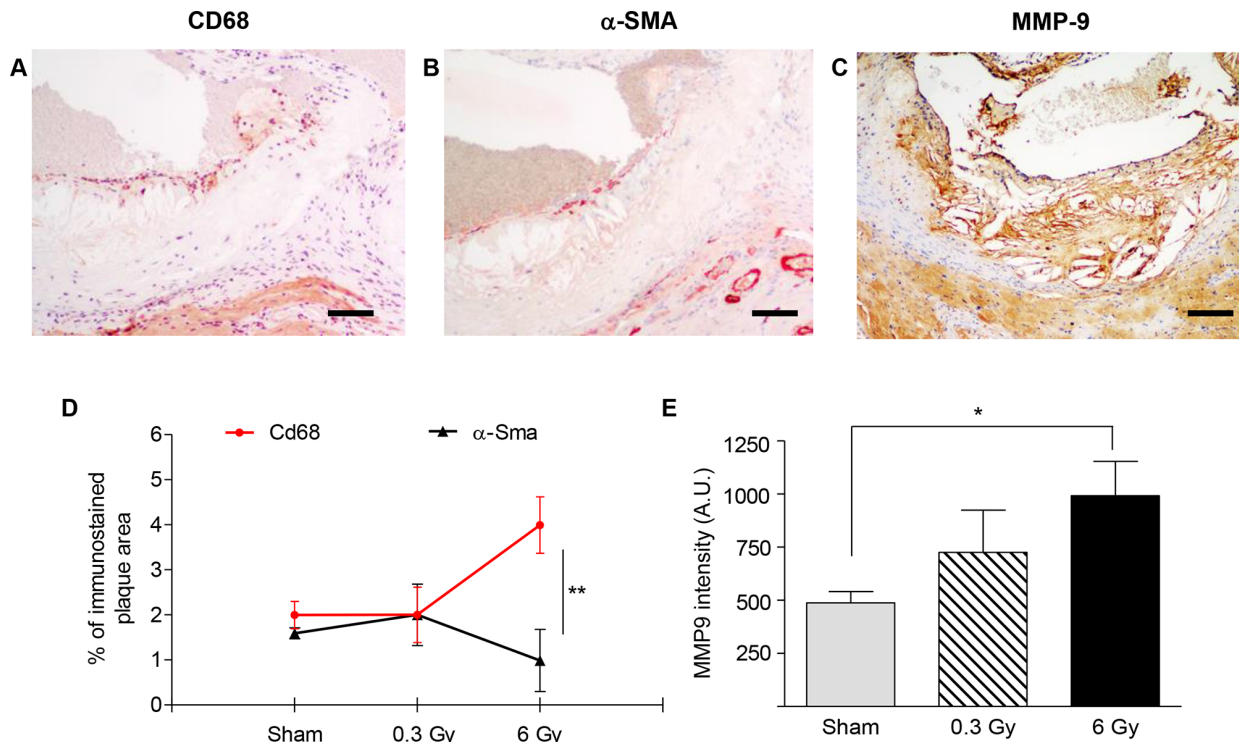 CD68
α-SMA
MMP-9
A
B
C
D
E
Cd68
α-Sma
% of immunostained
plaque area
6
5
4
3
2
1
0
**
Sham
0.3 Gy
6 Gy
*
MMP9 intensity (A.U.)
1250
1000
750
500
250
Sham
0.3 Gy
6 Gy